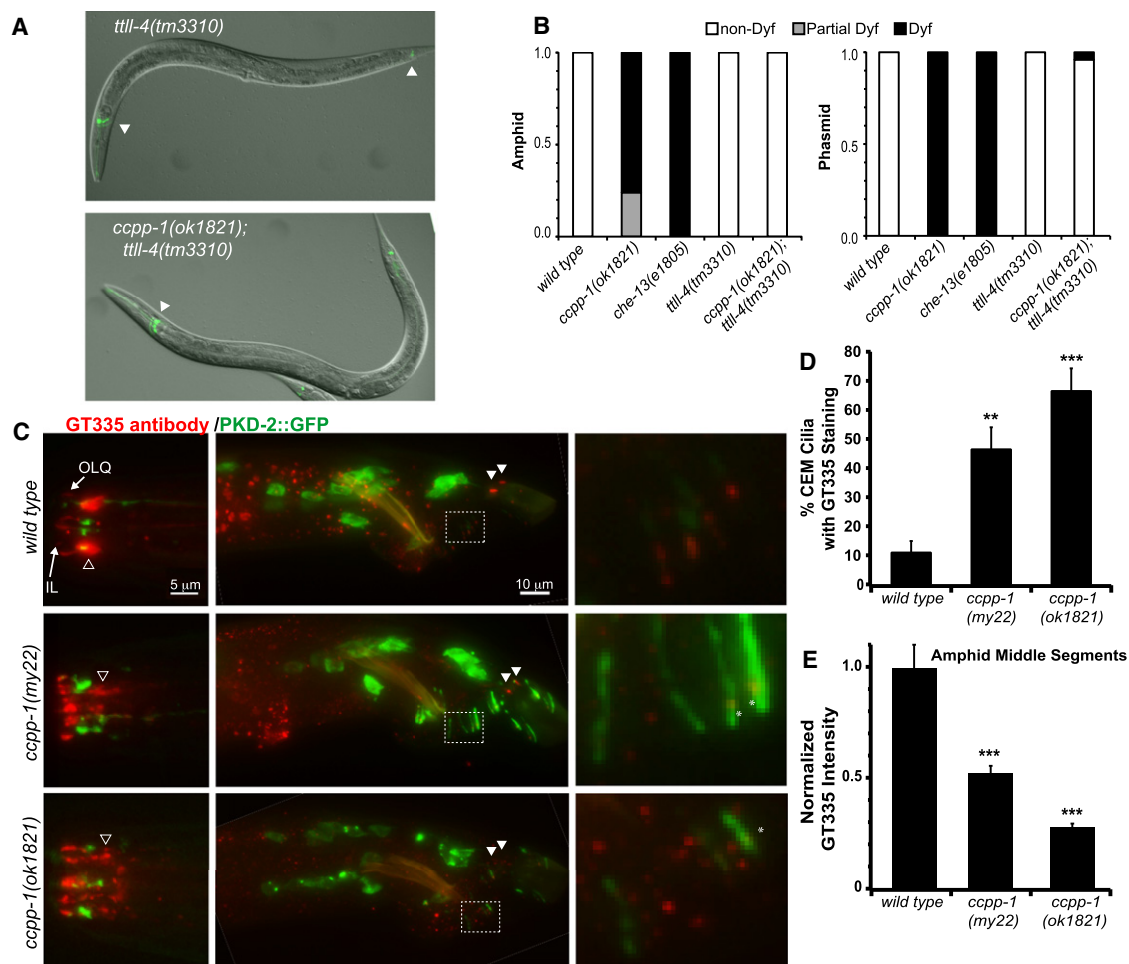 A
ttll-4(tm3310)
ccpp-1(ok1821);
ttll-4(tm3310)
B
non-Dyf Partial Dyf Dyf
Amphid
1.0
0.5
0.0
wild type
ccpp-1(ok1821)
che-13(e1805)
ttll-4(tm3310)
ccpp-1(ok1821);
ttll-4(tm3310)
Phasmid
1.0
0.5
0.0
wild type
ccpp-1(ok1821)
che-13(e1805)
ttll-4(tm3310)
ccpp-1(ok1821);
ttll-4(tm3310)
C
GT335 antibody /PKD-2::GFP
wild type
OLQ
IL
5 μm
10 μm
ccpp-1(my22)
* *
ccpp-1(ok1821)
*
D
% CEM Cilia
with GT335 Staining
80
70
60
50
40
30
20
10
0
**
***
wild type
ccpp-1
(my22)
ccpp-1
(ok1821)
E
Amphid Middle Segments
Normalized
GT335 Intensity
1.0
0.5
0
***
***
wild type
ccpp-1
(my22)
ccpp-1
(ok1821)